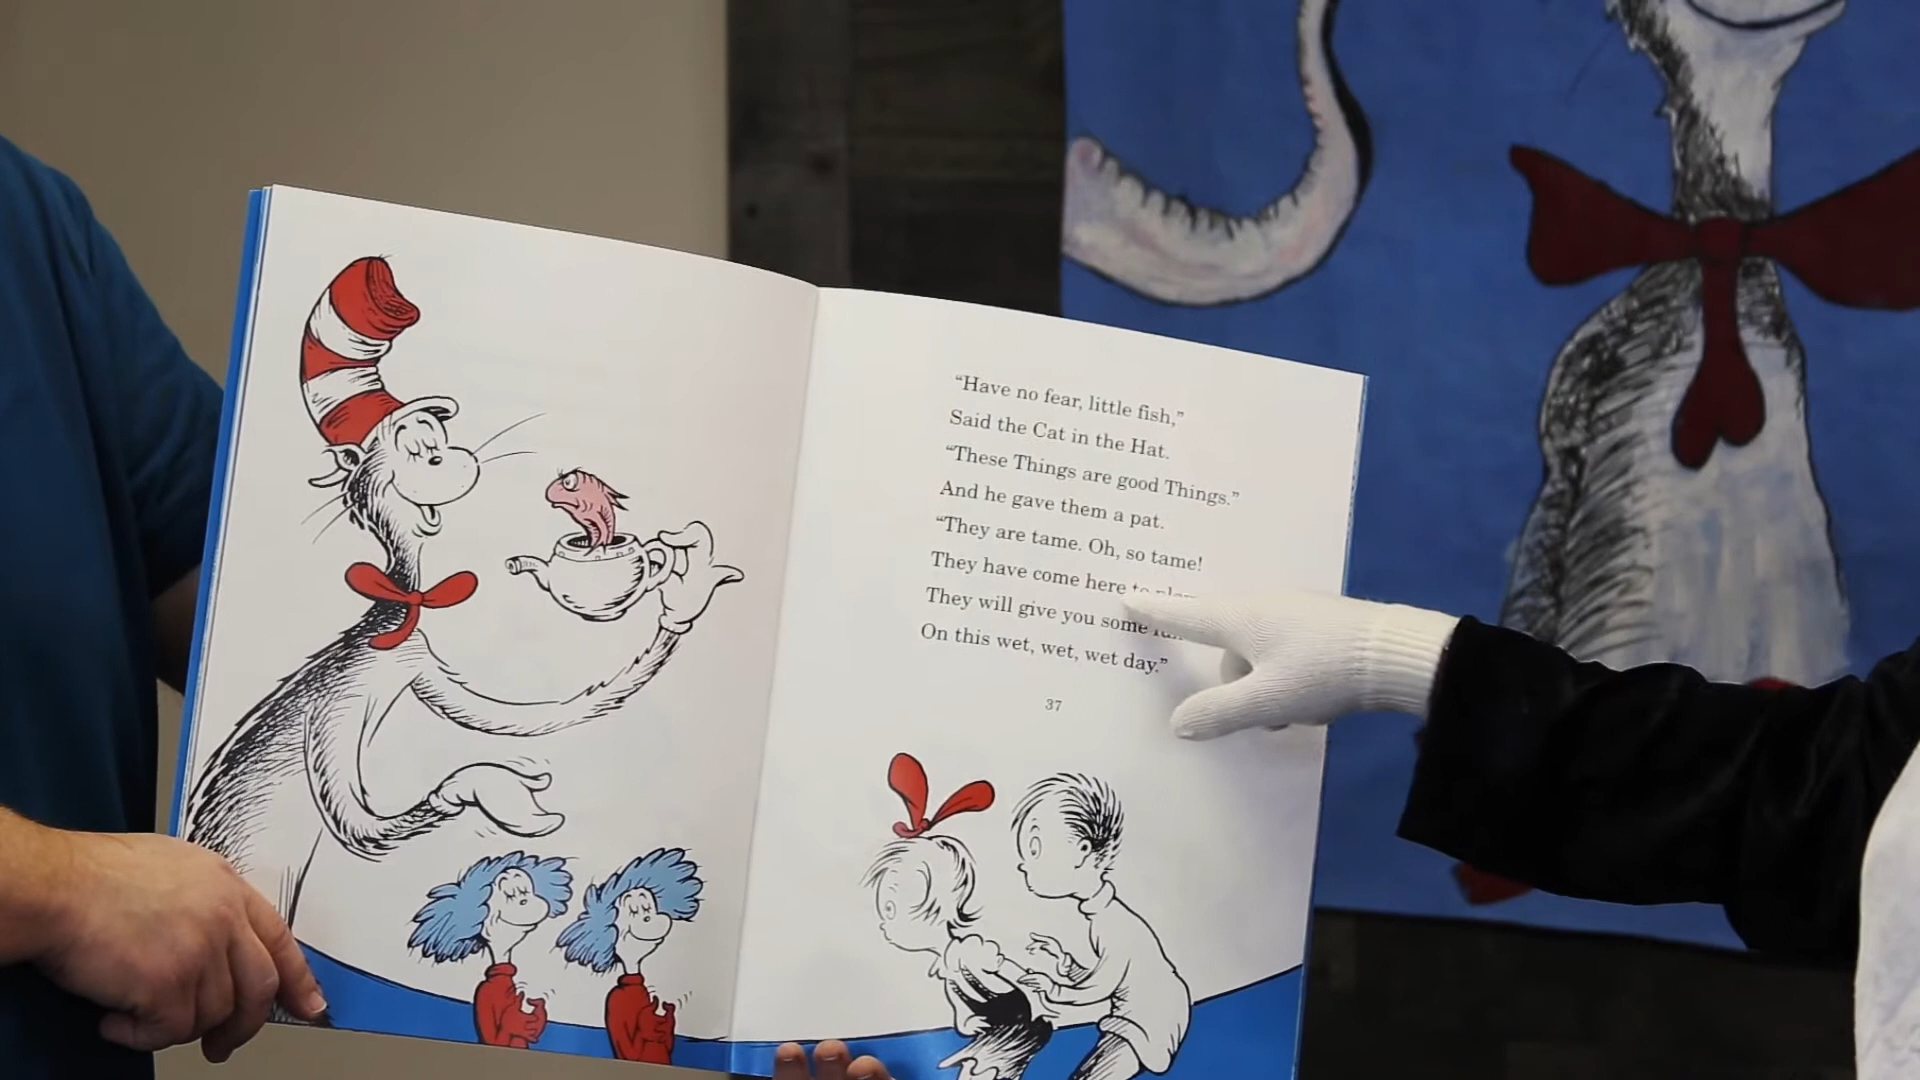 “Have no fear, little fish,”
Said the Cat in the Hat.
“These Things are good Things.”
And he gave them a pat.
“They are tame. Oh, so tame!
They have come here to play
They will give you some
On this wet, wet, wet day.”
37